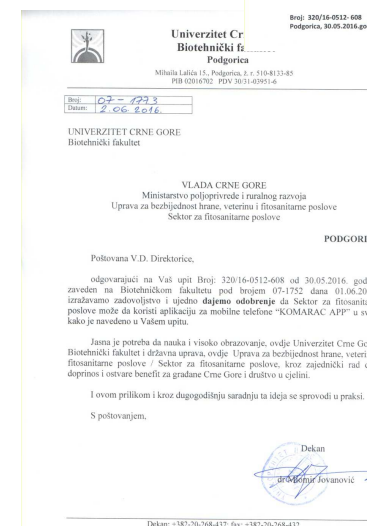 Broj: 320/16-0512- 608
Podgorica, 30.05.2016.go
Univerzitet Cr
Biotehnički fa
Podgorica
Mihaila Lalića 15., Podgorica, ž. r. 510-8133-85
PIB 02016702 PDV 30/31-03951-6
Broj: 07-1773
Datum: 2.06.2016.
UNIVERZITET CRNE GORE
Biotehnički fakultet
VLADA CRNE GORE
Ministarstvo poljoprivrede i ruralnog razvoja
Uprava za bezbijednost hrane, veterinu i fitosanitarne poslove
Sektor za fitosanitarne poslove
PODGORI
Poštovana V.D. Direktorice,
odgovarajući na Vaš upit Broj: 320/16-0512-608 od 30.05.2016. god
zaveden na Biotehničkom fakultetu pod brojem 07-1752 dana 01.06.20
izražavamo zadovoljstvo i ujedno dajemo odobrenje da Sektor za fitosanita
poslove može da koristi aplikaciju za mobilne telefone “KOMARAC APP” u sv
kako je navedeno u Vašem upitu.
Jasna je potreba da nauka i visoko obrazovanje, ovdje Univerzitet Crne Go
Biotehnički fakultet i državna uprava, ovdje Uprava za bezbijednost hrane, veteri
fitosanitarne poslove / Sektor za fitosanitarne poslove, kroz zajednički rad d
doprinos i ostvare benefit za građane Crne Gore i društvo u cjelini.
I ovom prilikom i kroz dugogodišnju saradnju ta ideja se sprovodi u praksi.
S poštovanjem,
Dekan
dr Miomir Jovanović
Dekan: +382-20-268-437; fax: +382-20-268-432